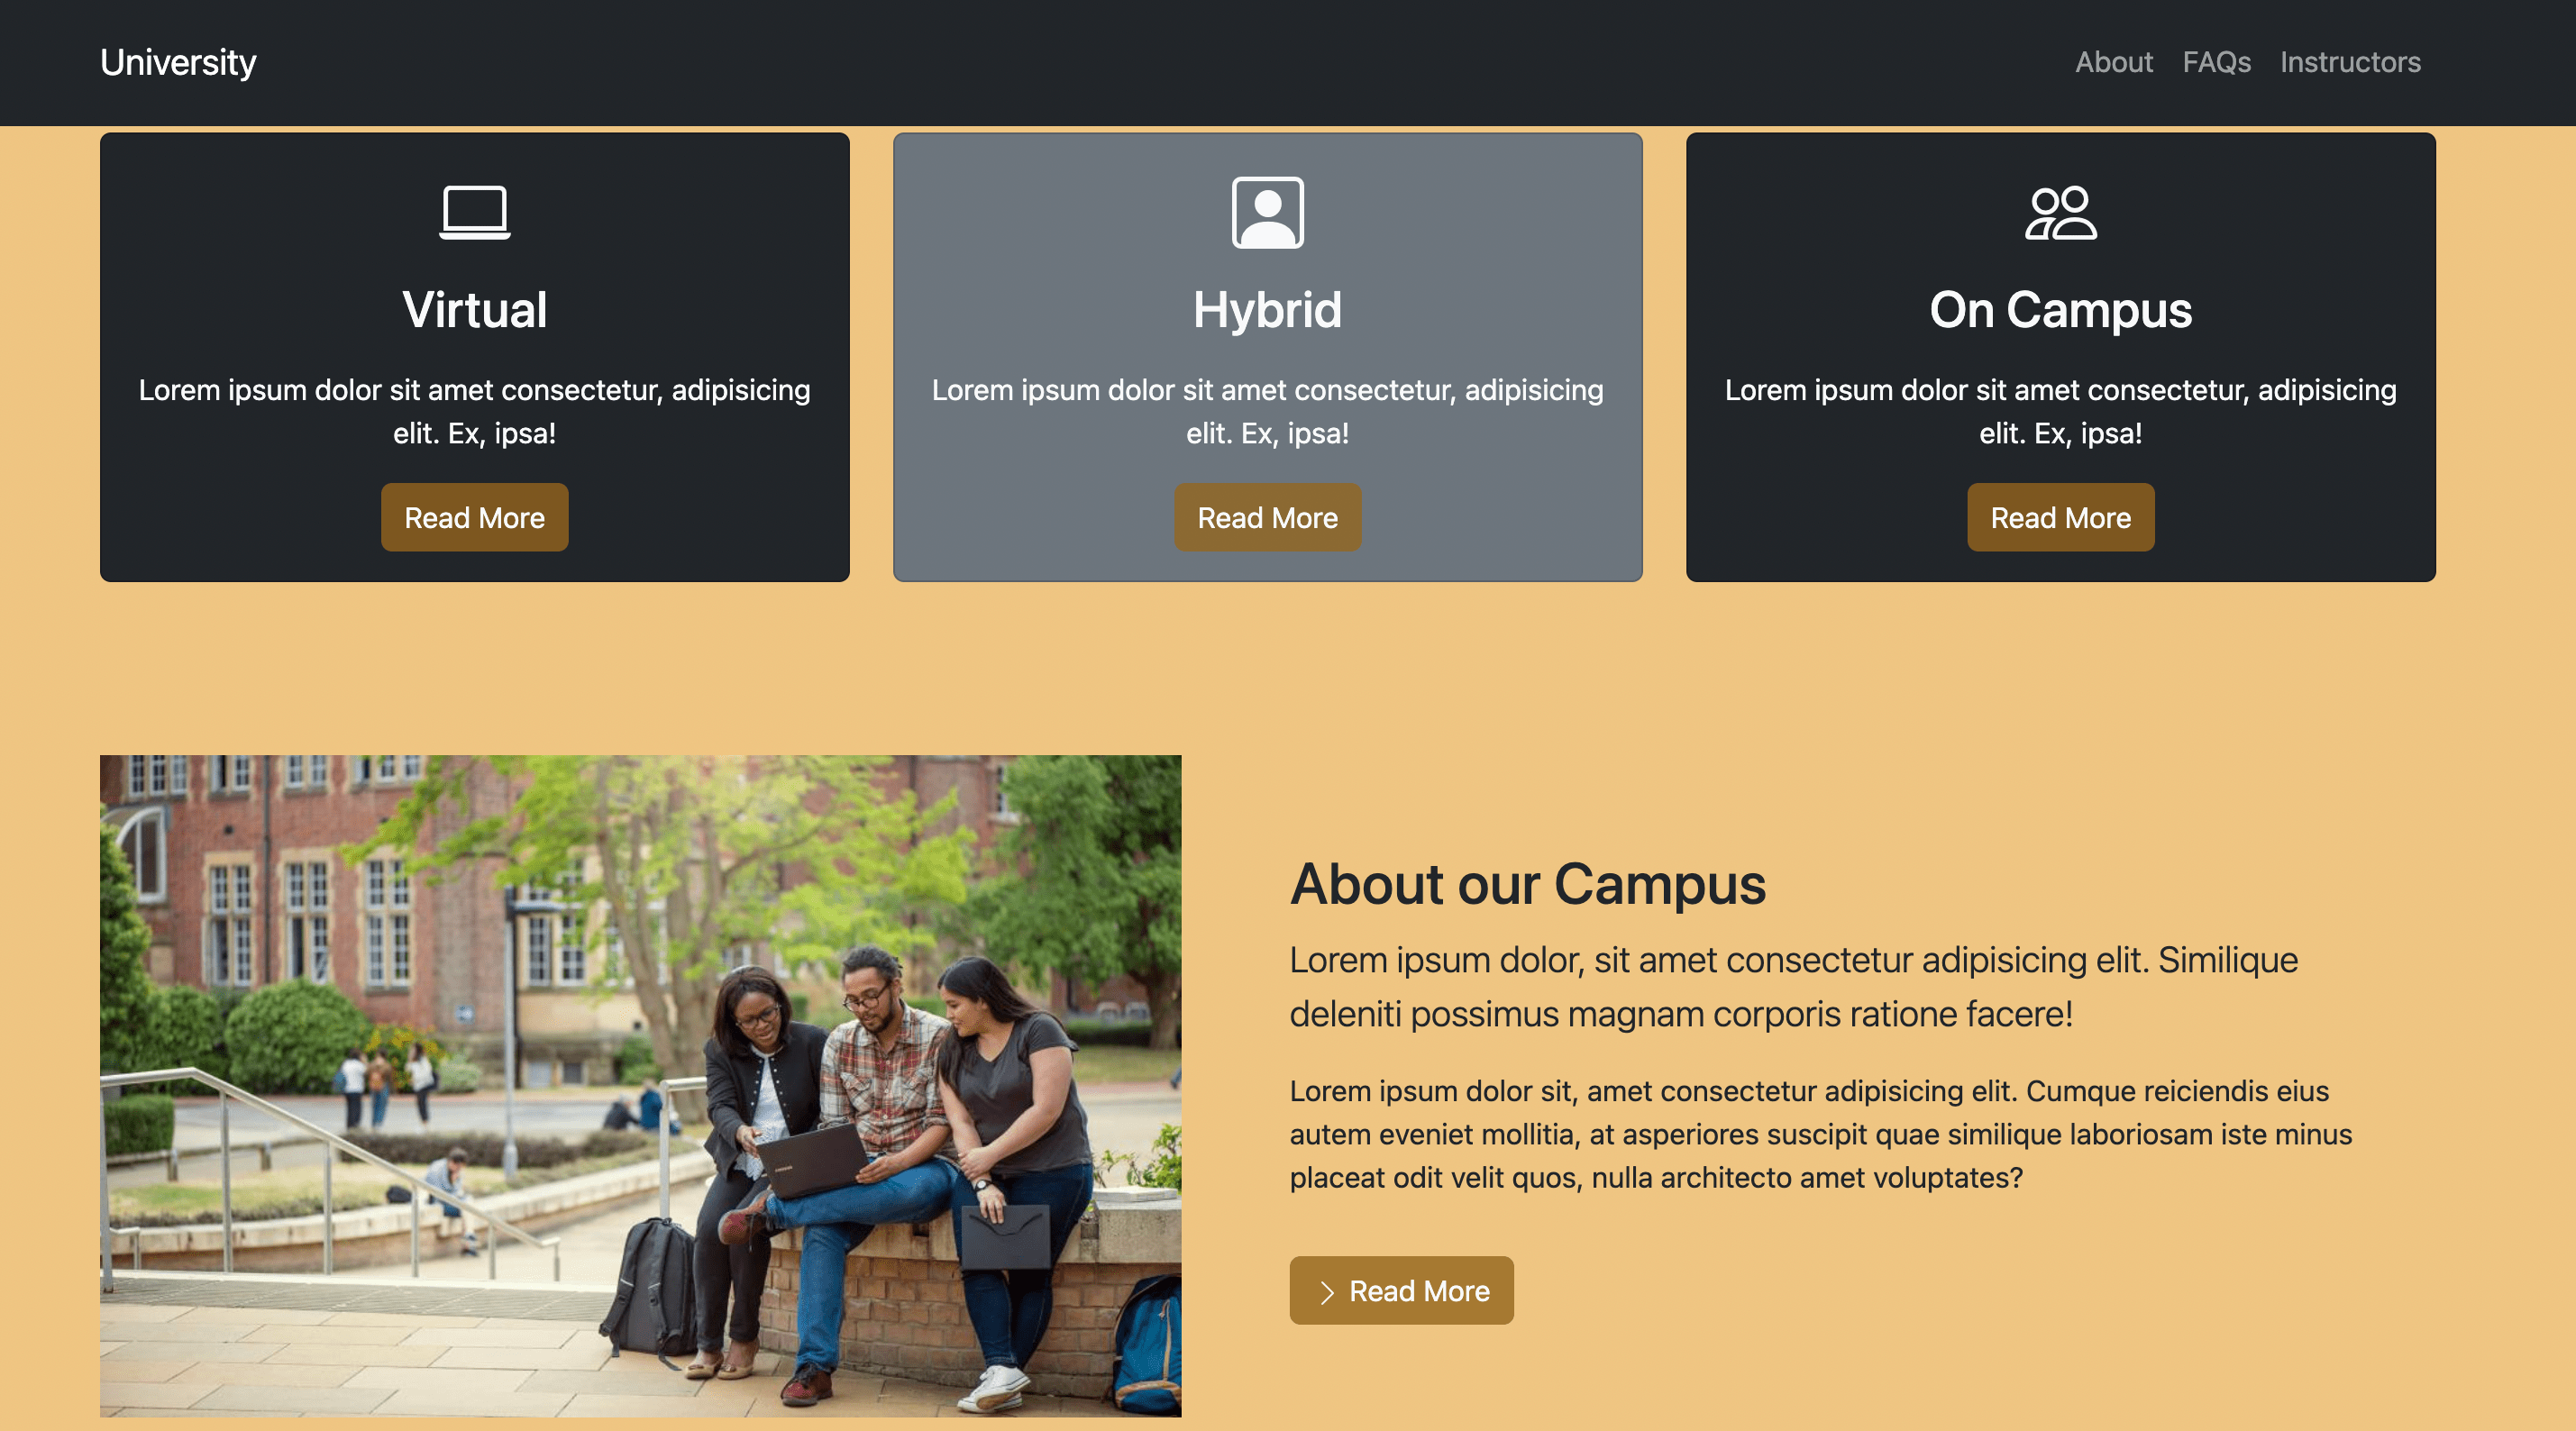 University
About FAQs Instructors
Virtual
Lorem ipsum dolor sit amet consectetur, adipisicing
elit. Ex, ipsa!
Read More
Hybrid
Lorem ipsum dolor sit amet consectetur, adipisicing
elit. Ex, ipsa!
Read More
On Campus
Lorem ipsum dolor sit amet consectetur, adipisicing
elit. Ex, ipsa!
Read More
About our Campus
Lorem ipsum dolor, sit amet consectetur adipisicing elit. Similique
deleniti possimus magnam corporis ratione facere!
Lorem ipsum dolor sit, amet consectetur adipisicing elit. Cumque reiciendis eius
autem eveniet mollitia, at asperiores suscipit quae similique laboriosam iste minus
placeat odit velit quos, nulla architecto amet voluptates?
Read More